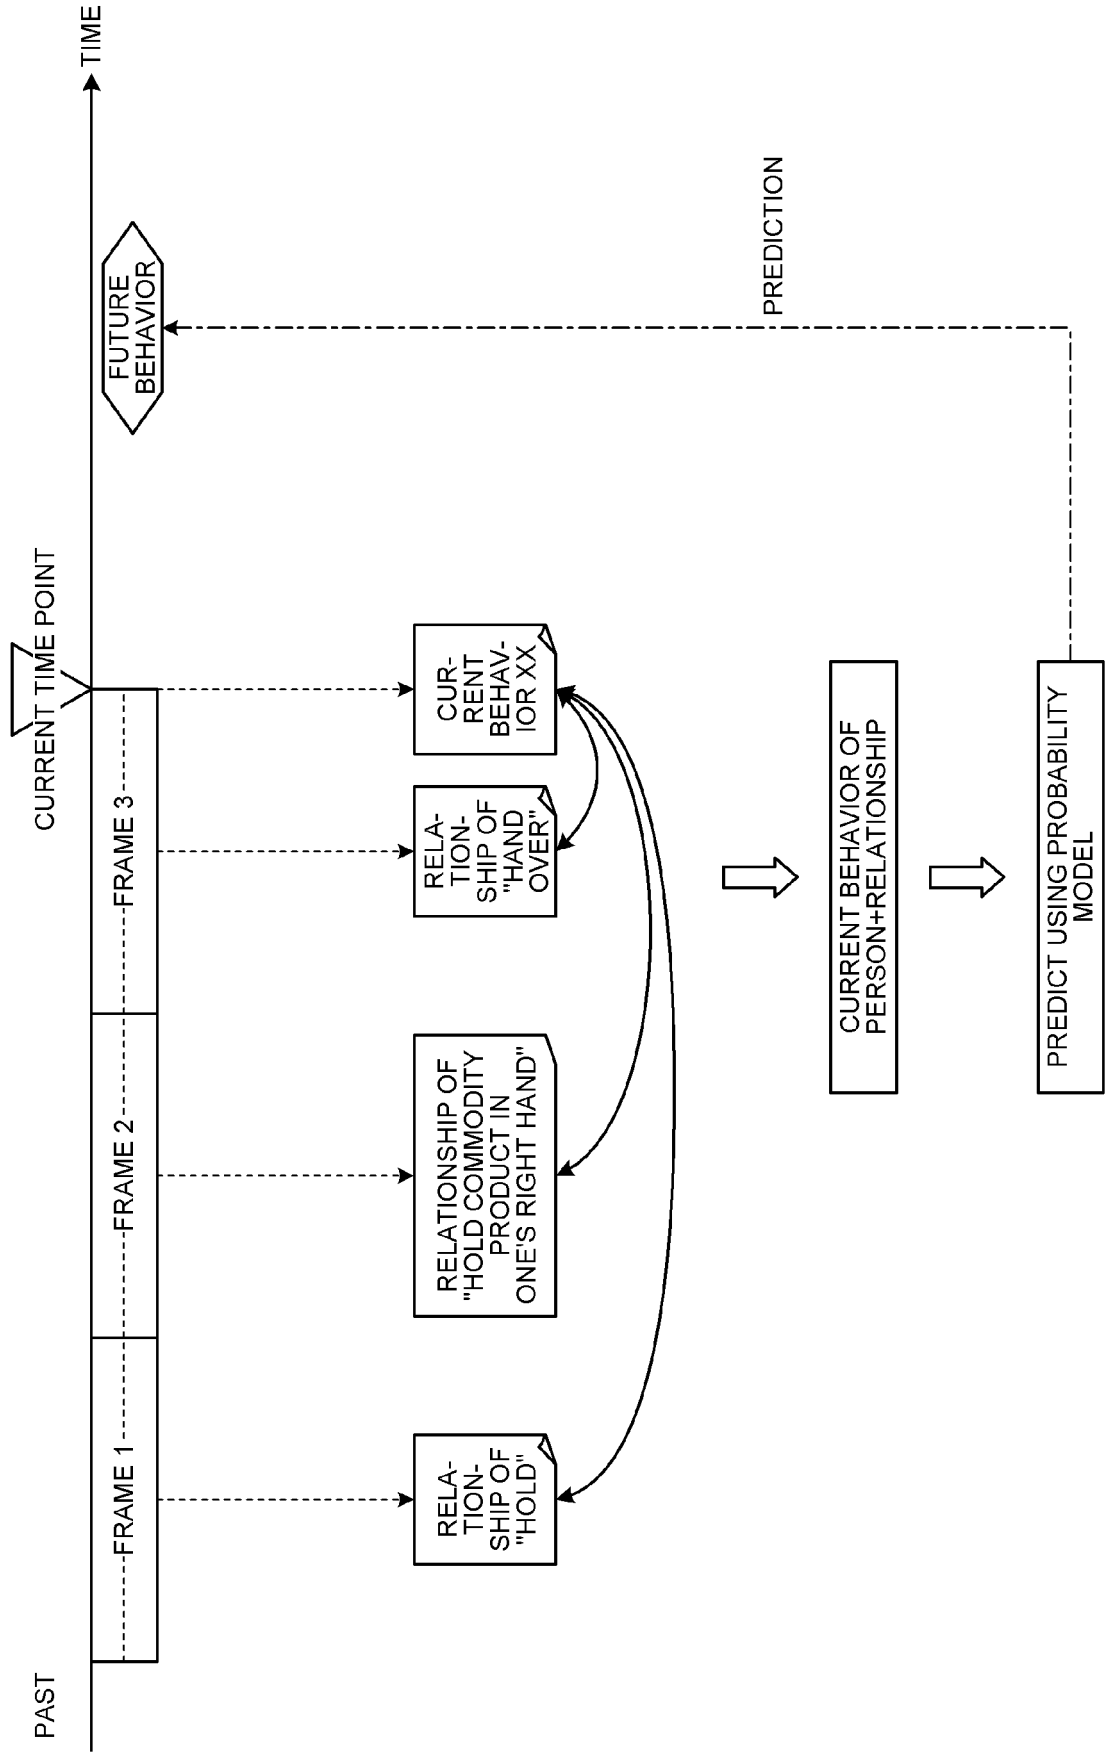 PAST
CURRENT TIME POINT
TIME
FRAME 1
FRAME 2
FRAME 3
FUTURE
BEHAVIOR
RELA-
TION-
SHIP OF
"HOLD"
RELATIONSHIP OF
"HOLD COMMODITY
PRODUCT IN
ONE'S RIGHT HAND"
RELA-
TION-
SHIP OF
"HAND
OVER"
CUR-
RENT
BEHAV-
IOR XX
PREDICTION
CURRENT BEHAVIOR OF
PERSON+RELATIONSHIP
PREDICT USING PROBABILITY
MODEL